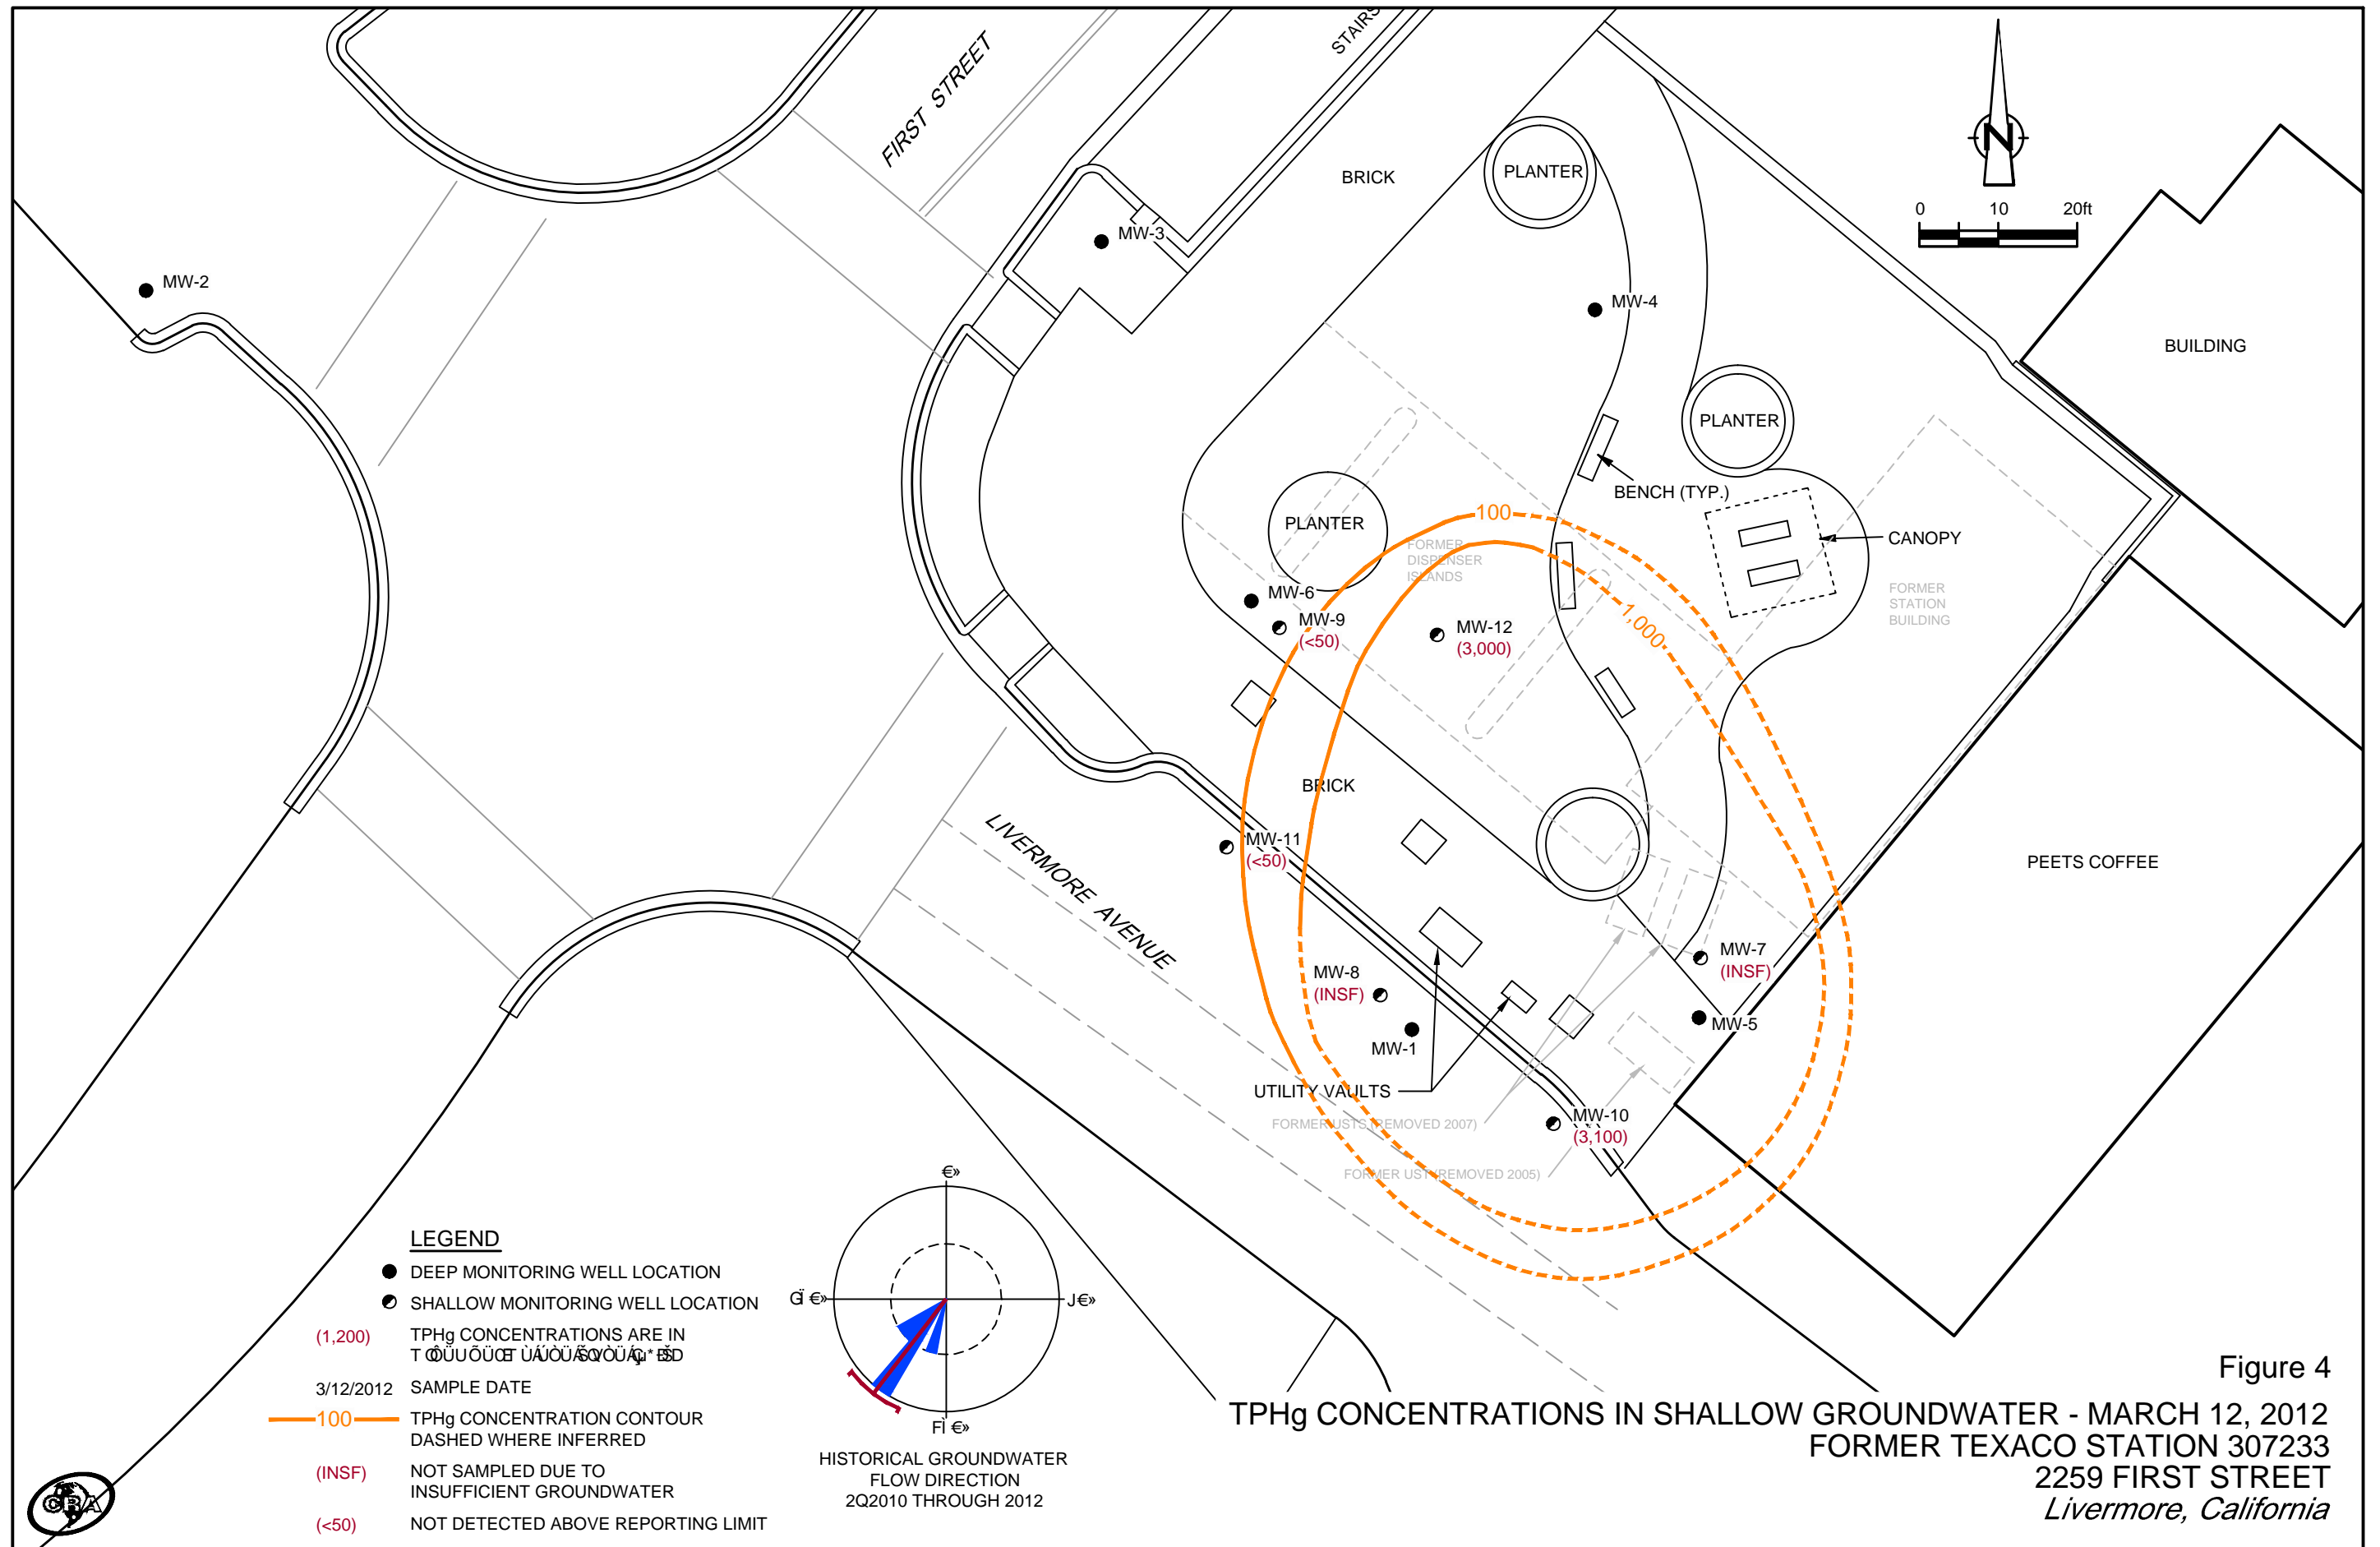 STAIRS
FIRST STREET
N
PLANTER
BRICK
0 10 20ft
MW-3
MW-2
MW-4
BUILDING
PLANTER
BENCH (TYP.)
100
PLANTER
CANOPY
FORMER
DISPENSER
ISLANDS
FORMER
STATION
BUILDING
MW-6
MW-9
(<50)
MW-12
(3,000)
1,000
BRICK
MW-11
(<50)
LIVERMORE AVENUE
PEETS COFFEE
MW-7
(INSF)
MW-8
(INSF)
MW-5
MW-1
UTILITY VAULTS
FORMER USTS (REMOVED 2007)
MW-10
(3,100)
FORMER UST (REMOVED 2005)
LEGEND
DEEP MONITORING WELL LOCATION
SHALLOW MONITORING WELL LOCATION
(1,200) TPHg CONCENTRATIONS ARE IN
3/12/2012 SAMPLE DATE
100 TPHg CONCENTRATION CONTOUR
DASHED WHERE INFERRED
(INSF) NOT SAMPLED DUE TO
INSUFFICIENT GROUNDWATER
(<50) NOT DETECTED ABOVE REPORTING LIMIT
€»
J€»
HISTORICAL GROUNDWATER
FLOW DIRECTION
2Q2010 THROUGH 2012
CRA
Figure 4
TPHg CONCENTRATIONS IN SHALLOW GROUNDWATER - MARCH 12, 2012
FORMER TEXACO STATION 307233
2259 FIRST STREET
Livermore, California